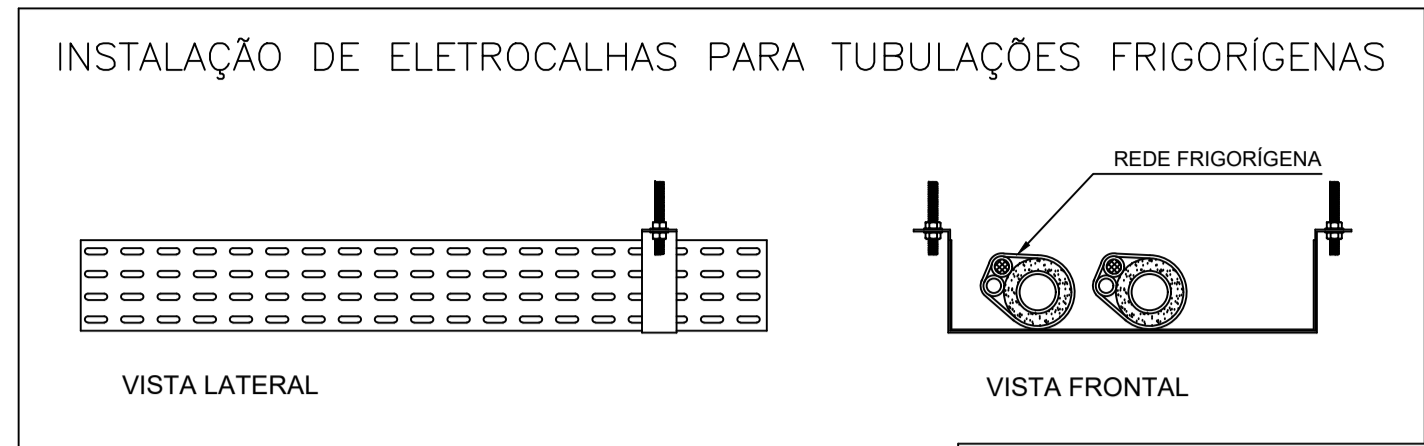 INSTALAÇÃO DE ELETROCALHAS PARA TUBULAÇÕES FRIGORÍGENAS
REDE FRIGORÍGENA
VISTA LATERAL
VISTA FRONTAL